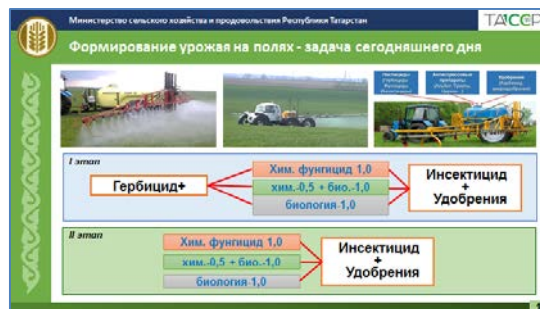 Министерство сельского хозяйства и продовольствия Республики Татарстан
ТАССР
Формирование урожая на полях - задача сегодняшнего дня
I этап
Гербицид+
Хим. фунгицид 1,0
хим.-0,5 + био.-1,0
биология-1,0
Инсектицид
+
Удобрения
II этап
Хим. фунгицид 1,0
хим.-0,5 + био.-1,0
биология-1,0
Инсектицид
+
Удобрения